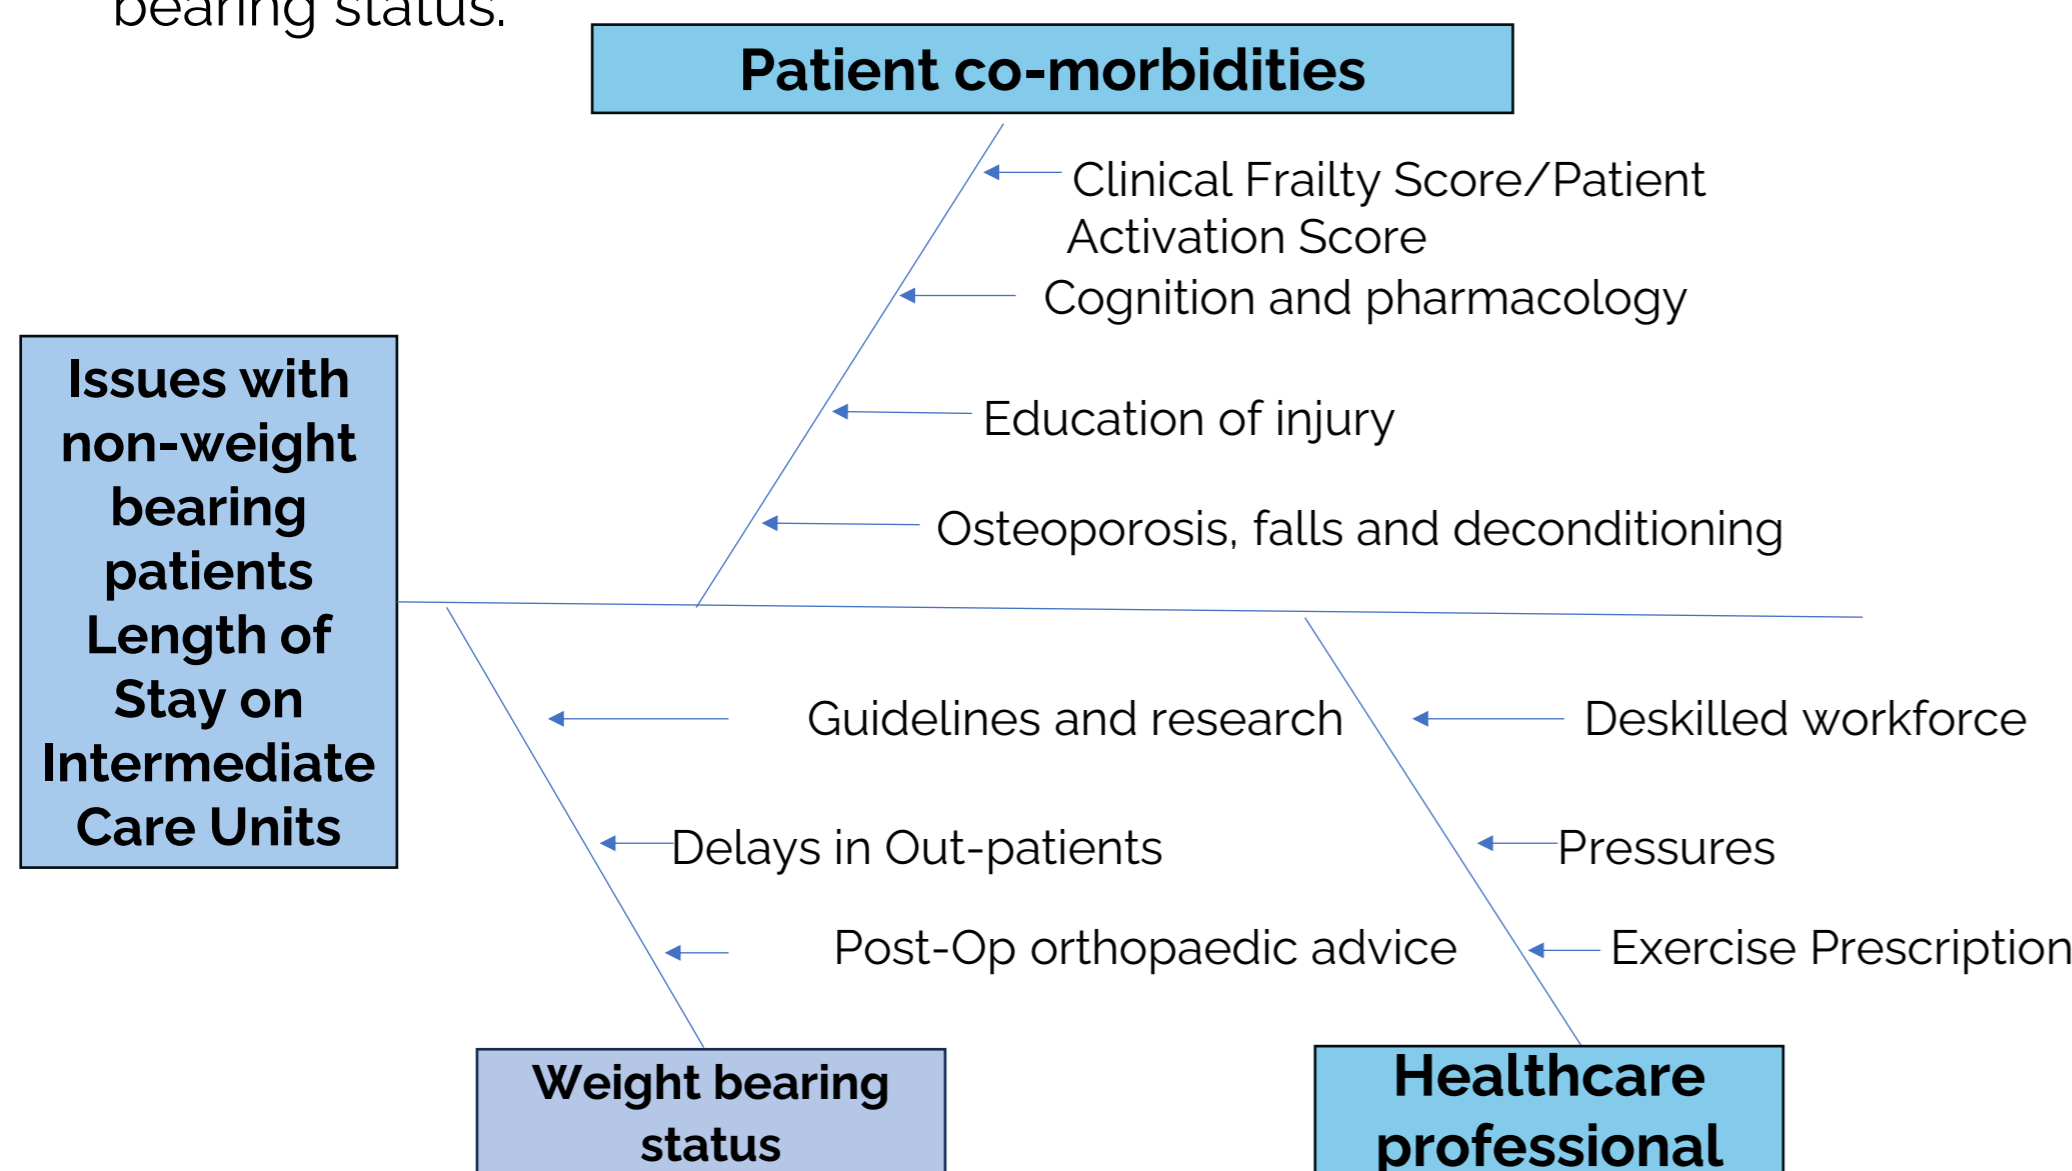 bearing status.
Patient co-morbidities
Clinical Frailty Score/Patient
Activation Score
Cognition and pharmacology
Education of injury
Osteoporosis, falls and deconditioning
Issues with
non-weight
bearing
patients
Length of
Stay on
Intermediate
Care Units
Guidelines and research
Delays in Out-patients
Post-Op orthopaedic advice
Deskilled workforce
Pressures
Exercise Prescription
Weight bearing
status
Healthcare
professional